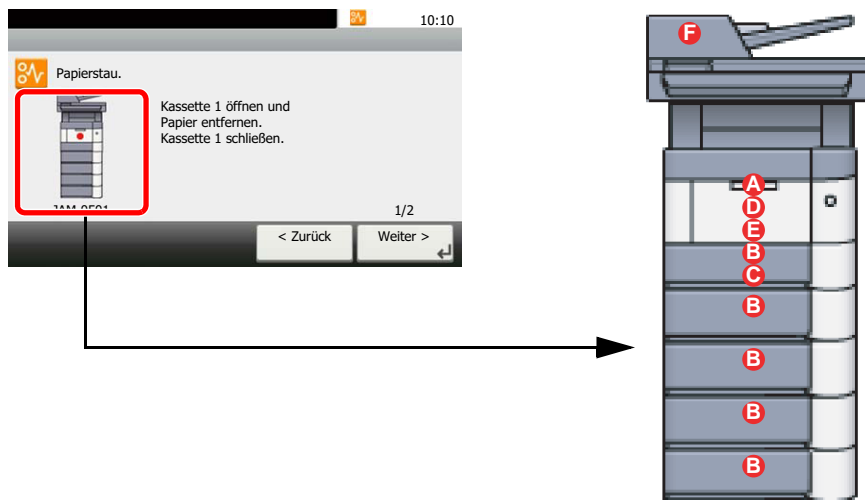 10:10
Papierstau.
Kassette 1 öffnen und
Papier entfernen.
Kassette 1 schließen.
1/2
< Zurück
Weiter >
F
A
D
E
B
C
B
B
B
B